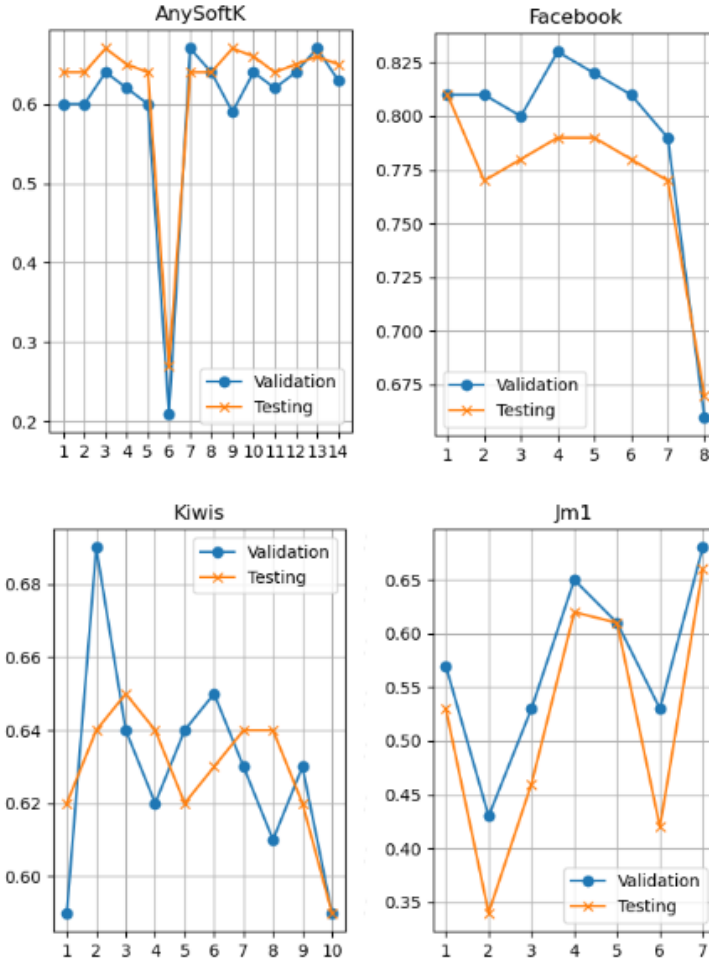 AnySoftK
0.6
0.5
0.4
0.3
0.2
Validation
Testing
1 2 3 4 5 6 7 8 9 10 11 12 13 14
Facebook
0.825
0.800
0.775
0.750
0.725
0.700
0.675
Validation
Testing
1 2 3 4 5 6 7 8
Kiwis
Validation
Testing
0.68
0.66
0.64
0.62
0.60
1 2 3 4 5 6 7 8 9 10
Jm1
0.65
0.60
0.55
0.50
0.45
0.40
0.35
Validation
Testing
1 2 3 4 5 6 7